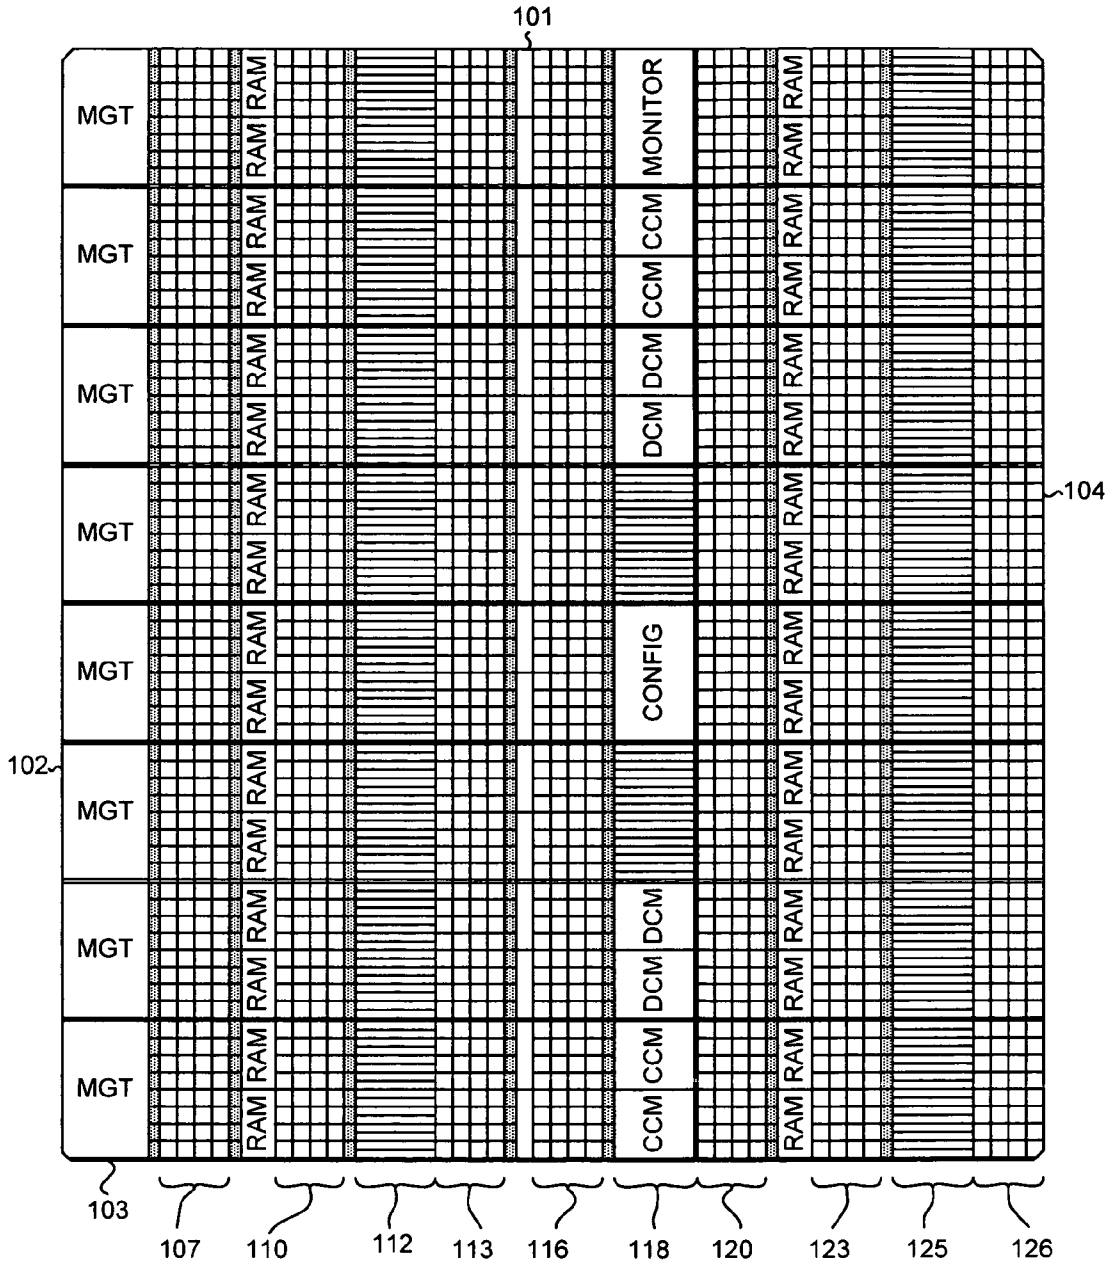 101
MGT RAM RAM MONITOR RAM RAM
MGT RAM RAM CCM CCM RAM RAM
MGT RAM RAM DCM DCM RAM RAM
MGT RAM RAM RAM RAM
104
MGT RAM RAM CONFIG RAM RAM
102
MGT RAM RAM RAM RAM
MGT RAM RAM DCM DCM RAM RAM
MGT RAM RAM CCM CCM RAM RAM
103
107 110 112 113 116 118 120 123 125 126